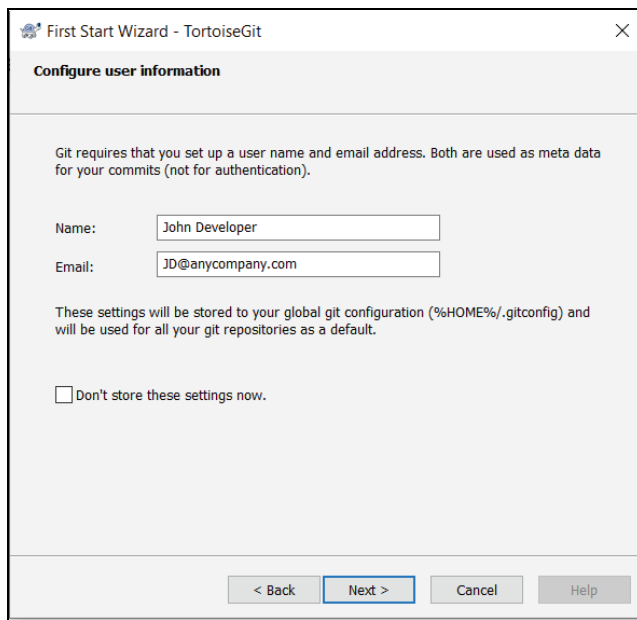 First Start Wizard - TortoiseGit
Configure user information
Git requires that you set up a user name and email address. Both are used as meta data
for your commits (not for authentication).
Name: John Developer
Email: JD@anycompany.com
These settings will be stored to your global git configuration (%HOME%/.gitconfig) and
will be used for all your git repositories as a default.
Don't store these settings now.
< Back Next > Cancel Help